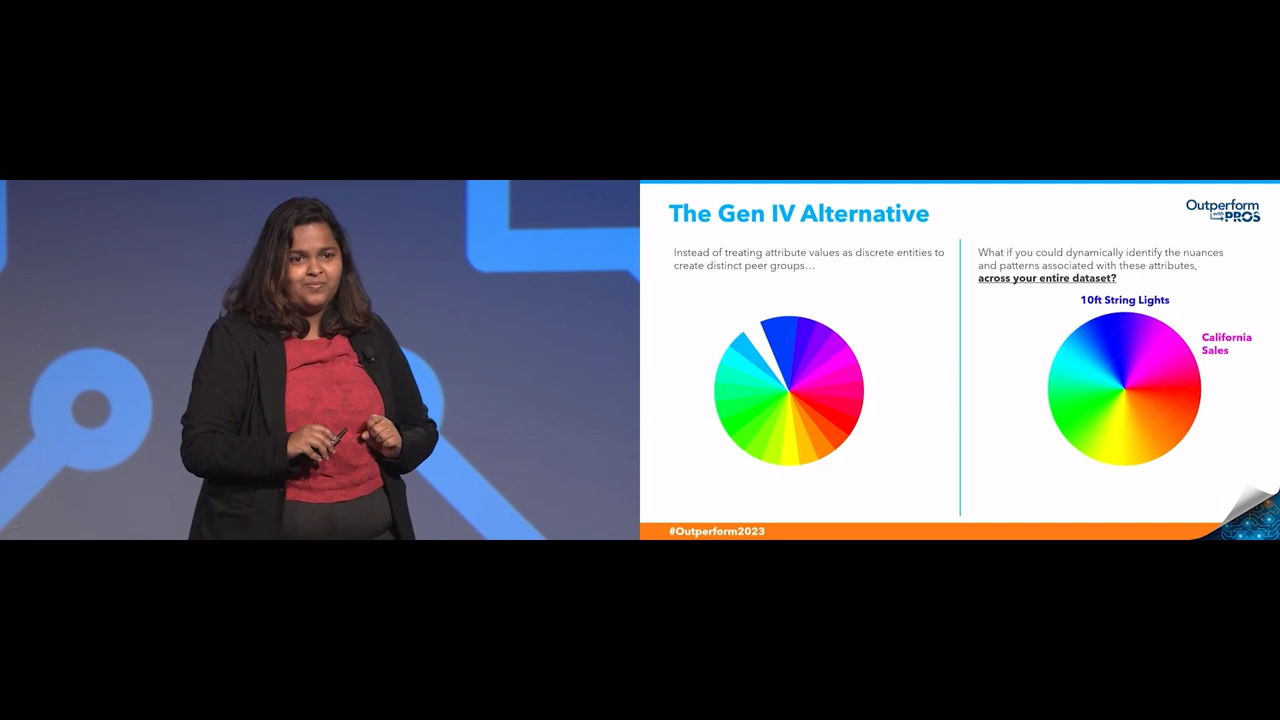 The Gen IV Alternative
Outperform
with PROS
Instead of treating attribute values as discrete entities to
create distinct peer groups...
What if you could dynamically identify the nuances
and patterns associated with these attributes,
across your entire dataset?
10ft String Lights
California
Sales
#Outperform2023